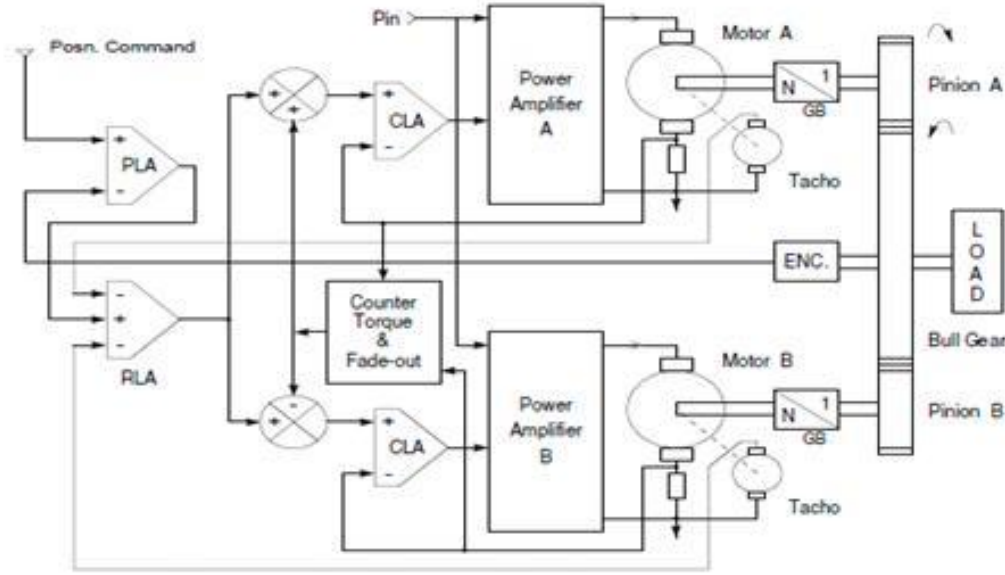 Pin
Posn. Command
Motor A
Power
Amplifier
A
+
+
+
CLA
-
N
1
GB
Pinion A
+
PLA
-
Tacho
ENC.
L
O
A
D
-
+
-
RLA
Counter
Torque
&
Fade-out
Bull Gear
Motor B
-
+
+
CLA
-
Power
Amplifier
B
N
1
GB
Pinion B
Tacho